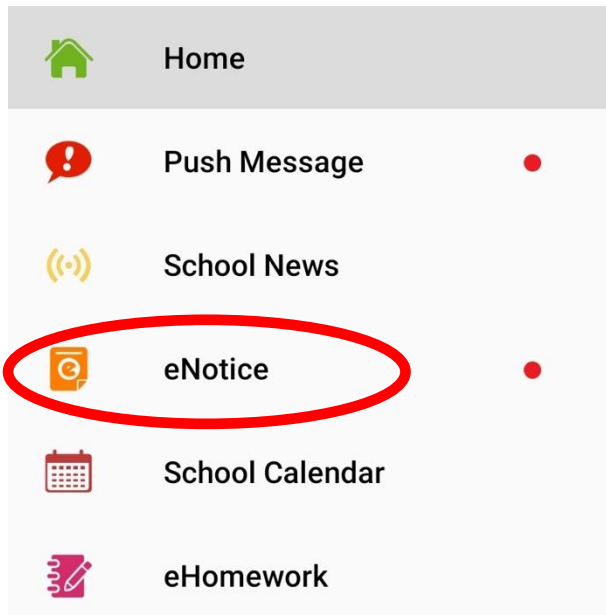 Home
Push Message
School News
eNotice
School Calendar
eHomework